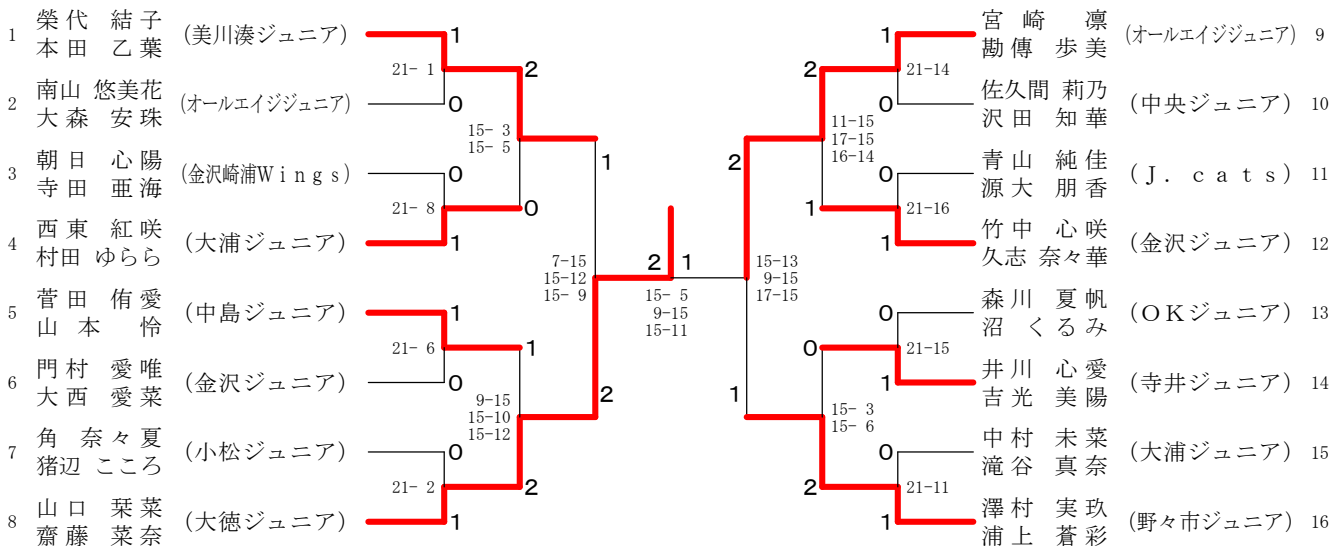 1 榮代 結子 (美川湊ジュニア)
本田 乙葉
1
21- 1
2
2 南山 悠美花 (オールエイジジュニア)
大森 安珠
0
15- 3
15- 5
1
3 朝日 心陽 (金沢崎浦Ｗｉｎｇｓ)
寺田 亜海
0
21- 8
0
4 西東 紅咲 (大浦ジュニア)
村田 ゆらら
1
7-15
15-12
15- 9
2
5 菅田 侑愛 (中島ジュニア)
山本 怜
1
21- 6
1
6 門村 愛唯 (金沢ジュニア)
大西 愛菜
0
9-15
15-10
15-12
2
7 角 奈々夏 (小松ジュニア)
猪辺 こころ
0
21- 2
2
8 山口 栞菜 (大徳ジュニア)
齋藤 菜奈
1
1
15- 5
9-15
15-11
宮崎 凛 (オールエイジジュニア) 9
勘傳 歩美
1
2
21-14
佐久間 莉乃 (中央ジュニア) 10
沢田 知華
0
11-15
17-15
16-14
2
青山 純佳 (Ｊ．ｃａｔｓ) 11
源大 朋香
0
21-16
1
竹中 心咲 (金沢ジュニア) 12
久志 奈々華
1
15-13
9-15
17-15
森川 夏帆 (ＯＫジュニア) 13
沼 くるみ
0
21-15
0
井川 心愛 (寺井ジュニア) 14
吉光 美陽
1
1
15- 3
15- 6
中村 未菜 (大浦ジュニア) 15
滝谷 真奈
0
21-11
2
澤村 実玖 (野々市ジュニア) 16
浦上 蒼彩
1